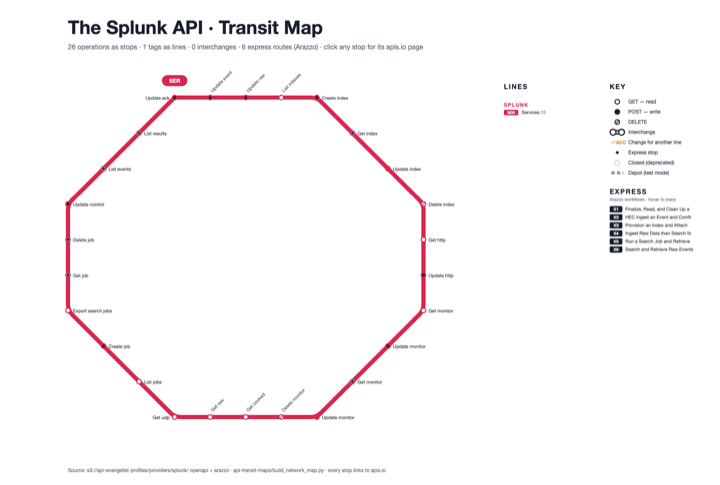 The Splunk API · Transit Map
26 operations as stops · 1 tags as lines · 0 interchanges · 6 express routes (Arazzo) · click any stop for its apis.io page
SER
Update ack
Update event
Update raw
List indexes
Create index
List results
Get index
List events
Update index
Update control
Delete index
Delete job
Get http
Get job
Update http
Export search jobs
Get monitor
Create job
Update monitor
List jobs
Get monitor
Get udp
Get raw
Get cooked
Delete monitor
Update monitor
LINES
SPLUNK
SER Services 26
KEY
GET — read
POST — write
DELETE
Interchange
Change for another line
Express stop
Closed (deprecated)
Depot (test mode)
EXPRESS
Arazzo workflows · hover to trace
X1 Finalize, Read, and Clean Up a
X2 HEC Ingest an Event and Confir
X3 Provision an Index and Attach
X4 Ingest Raw Data then Search fo
X5 Run a Search Job and Retrieve
X6 Search and Retrieve Raw Events
Source: s3://api-evangelist-profiles/providers/splunk/ openapi + arazzo · api-transit-maps/build_network_map.py · every stop links to apis.io